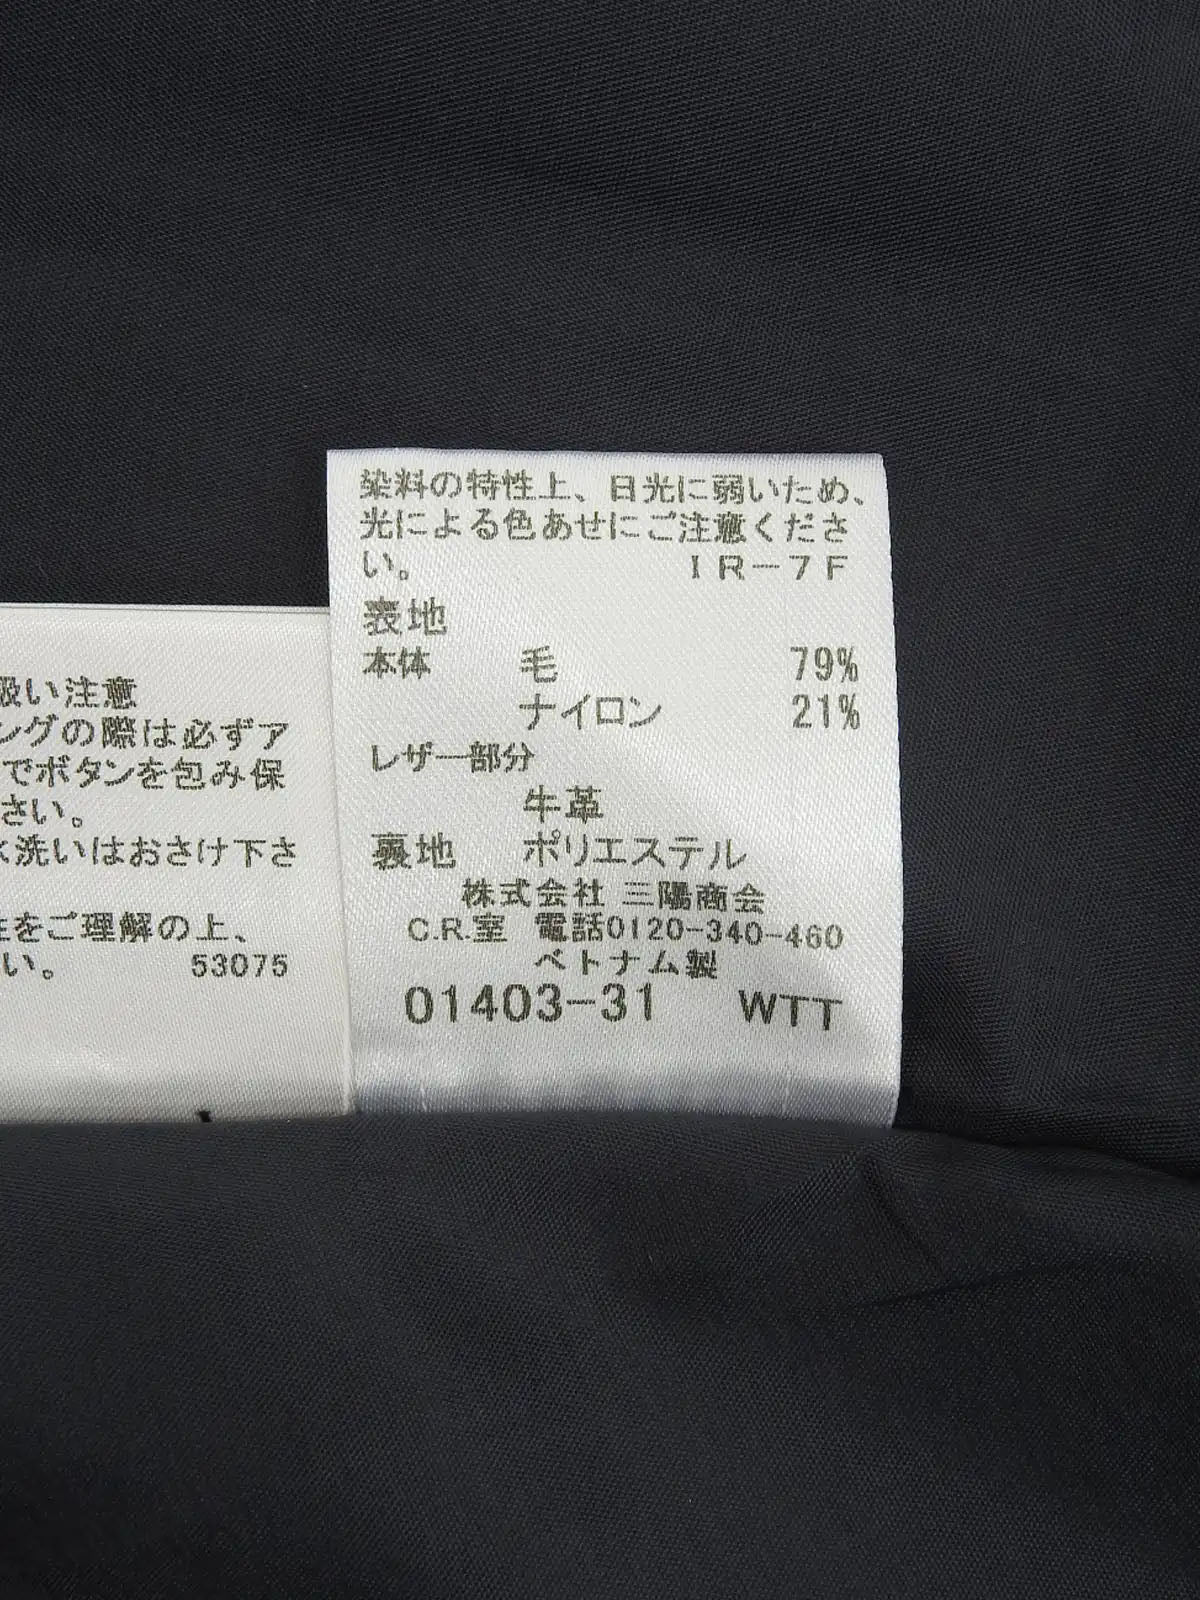 染料の特性上、日光に弱いため、
光による色あせにご注意くださ
い。 IR-7F
表地
本体 毛 79%
ナイロン 21%
レザー部分
牛革
裏地 ポリエステル
株式会社 三陽商会
C.R.室 電話0120-340-460
ベトナム製
01403-31 WTT
扱い注意
ングの際は必ずア
でボタンを包み保
さい。
水洗いはおさけ下さ
性をご理解の上、
い。 53075